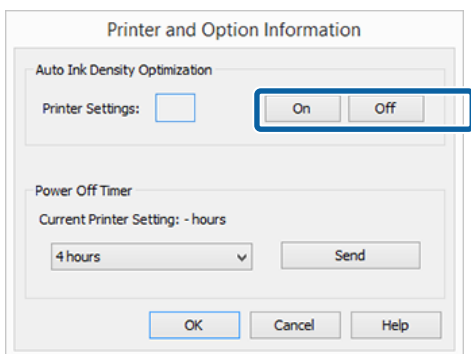 Printer and Option Information
Auto Ink Density Optimization
Printer Settings: On Off
Power Off Timer
Current Printer Setting: - hours
4 hours Send
OK Cancel Help